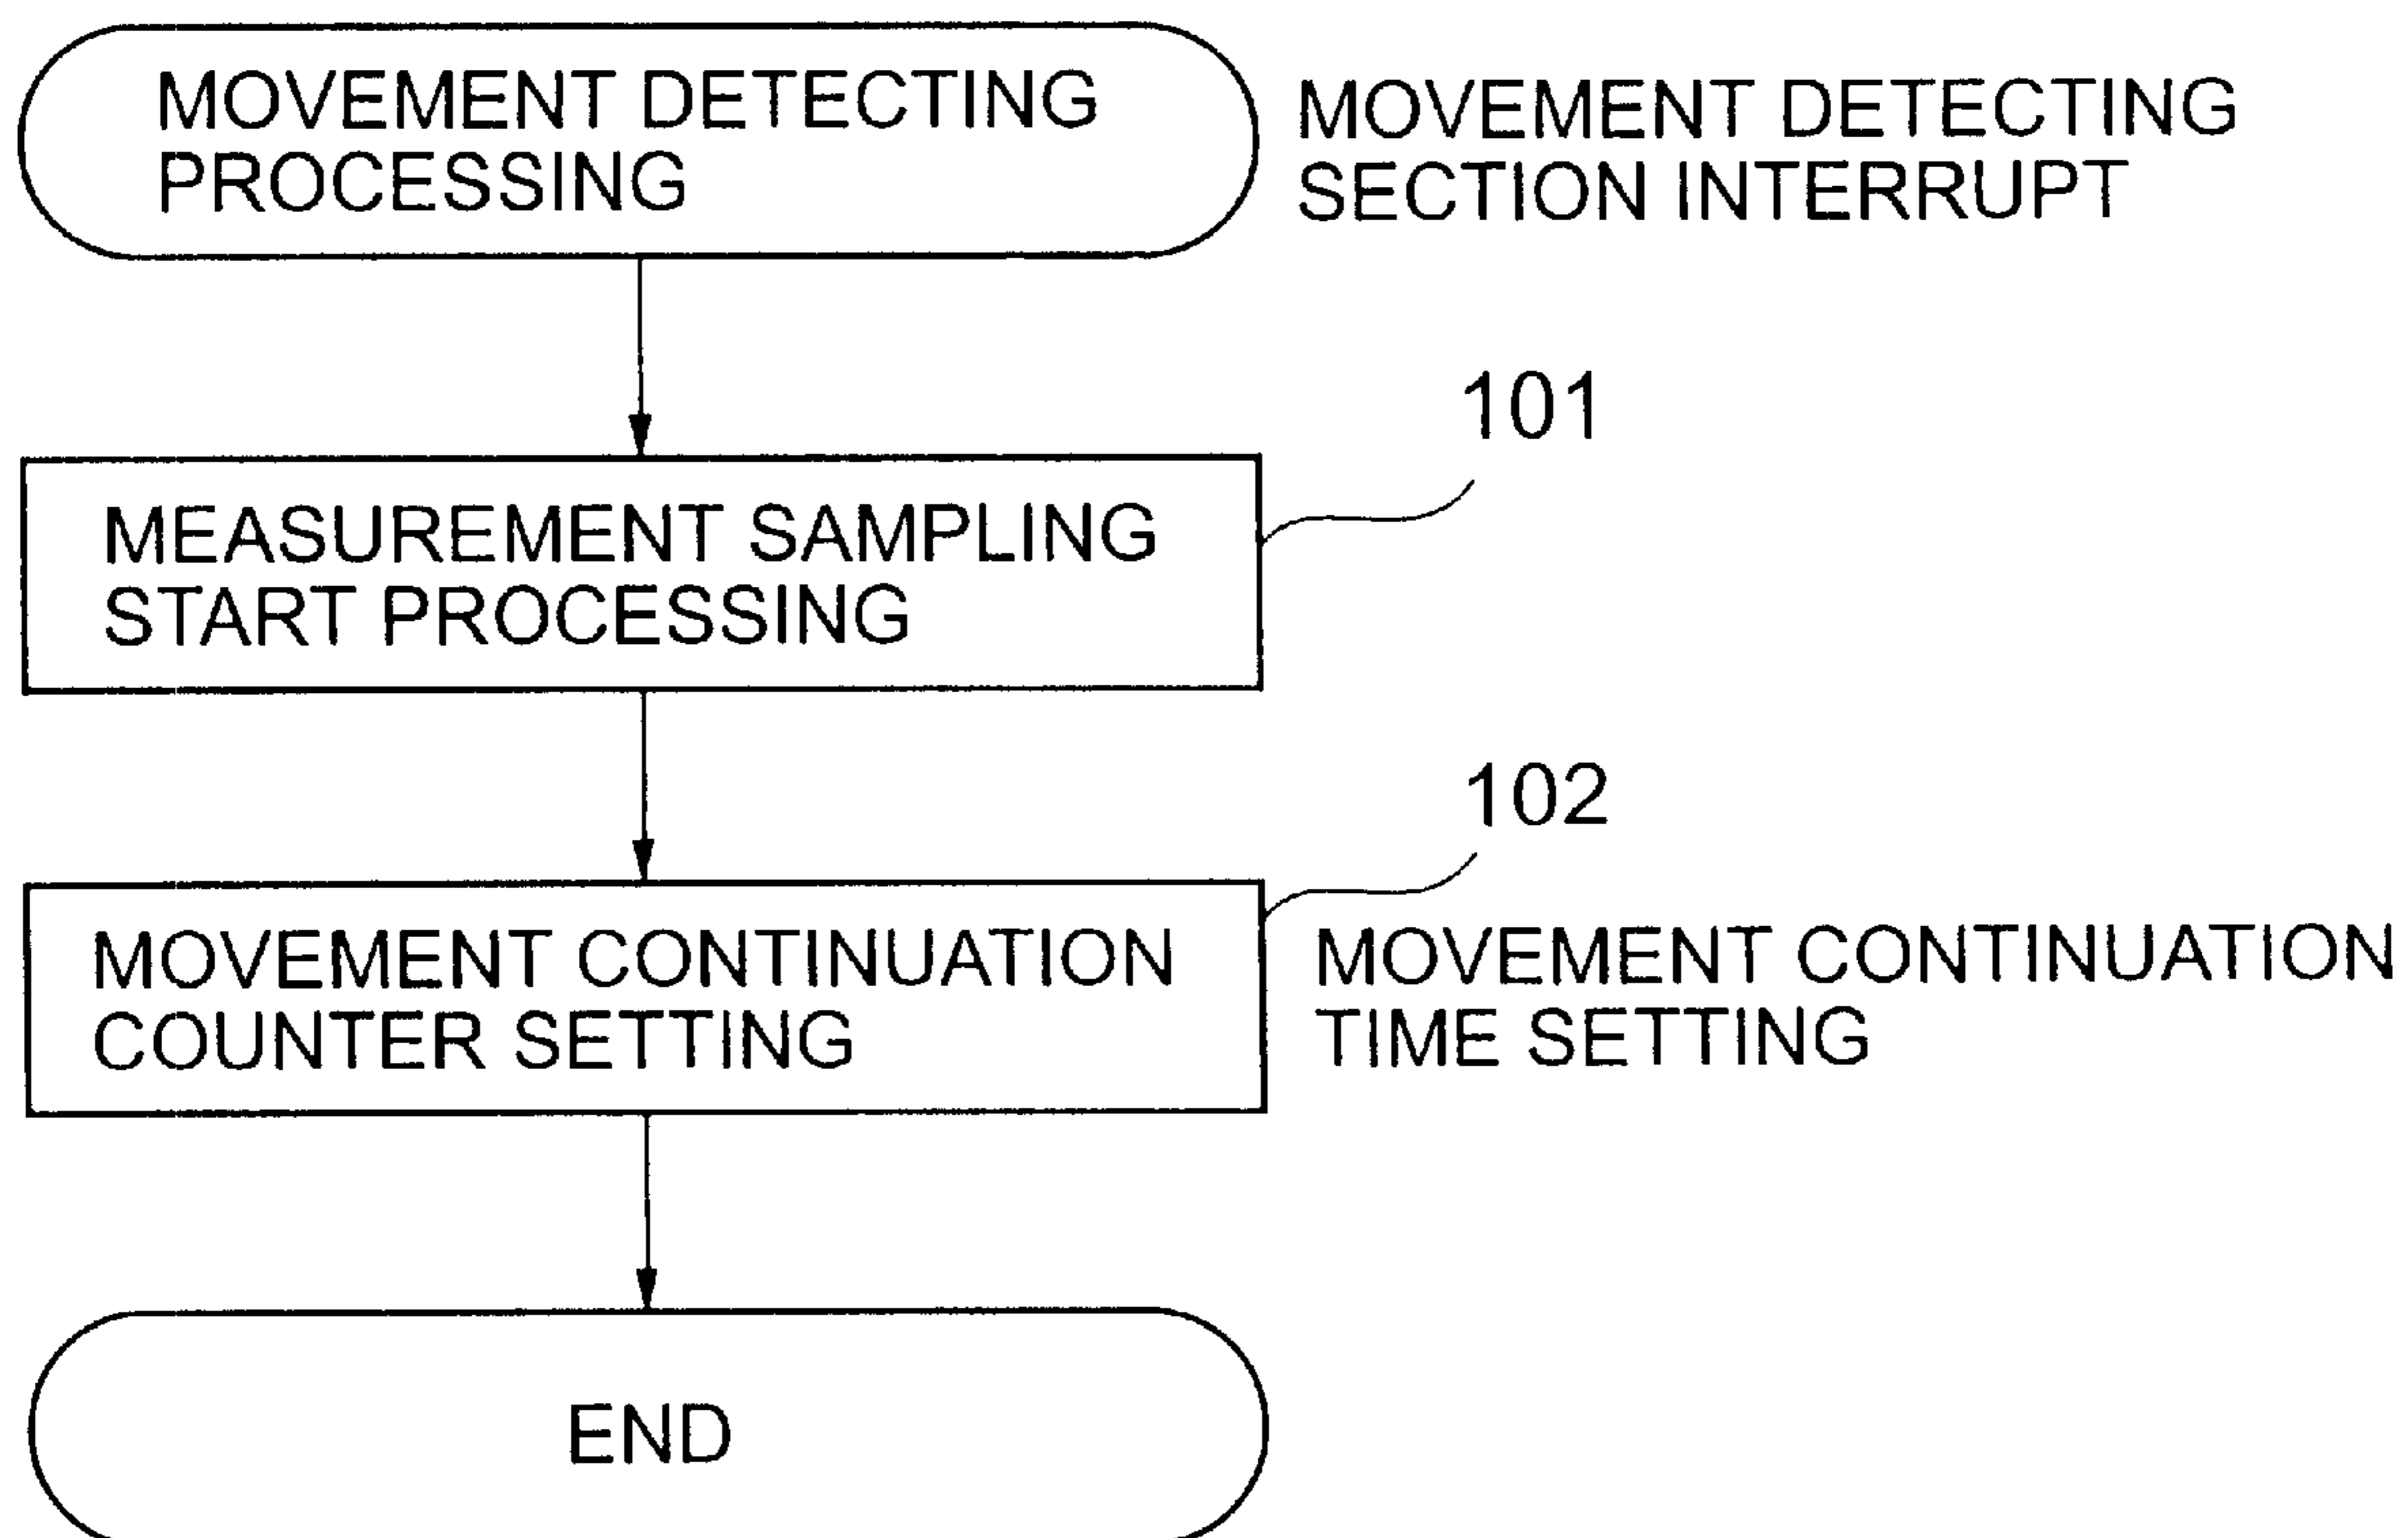 MOVEMENT DETECTING
PROCESSING
MOVEMENT DETECTING
SECTION INTERRUPT
101
MEASUREMENT SAMPLING
START PROCESSING
102
MOVEMENT CONTINUATION
COUNTER SETTING
MOVEMENT CONTINUATION
TIME SETTING
END